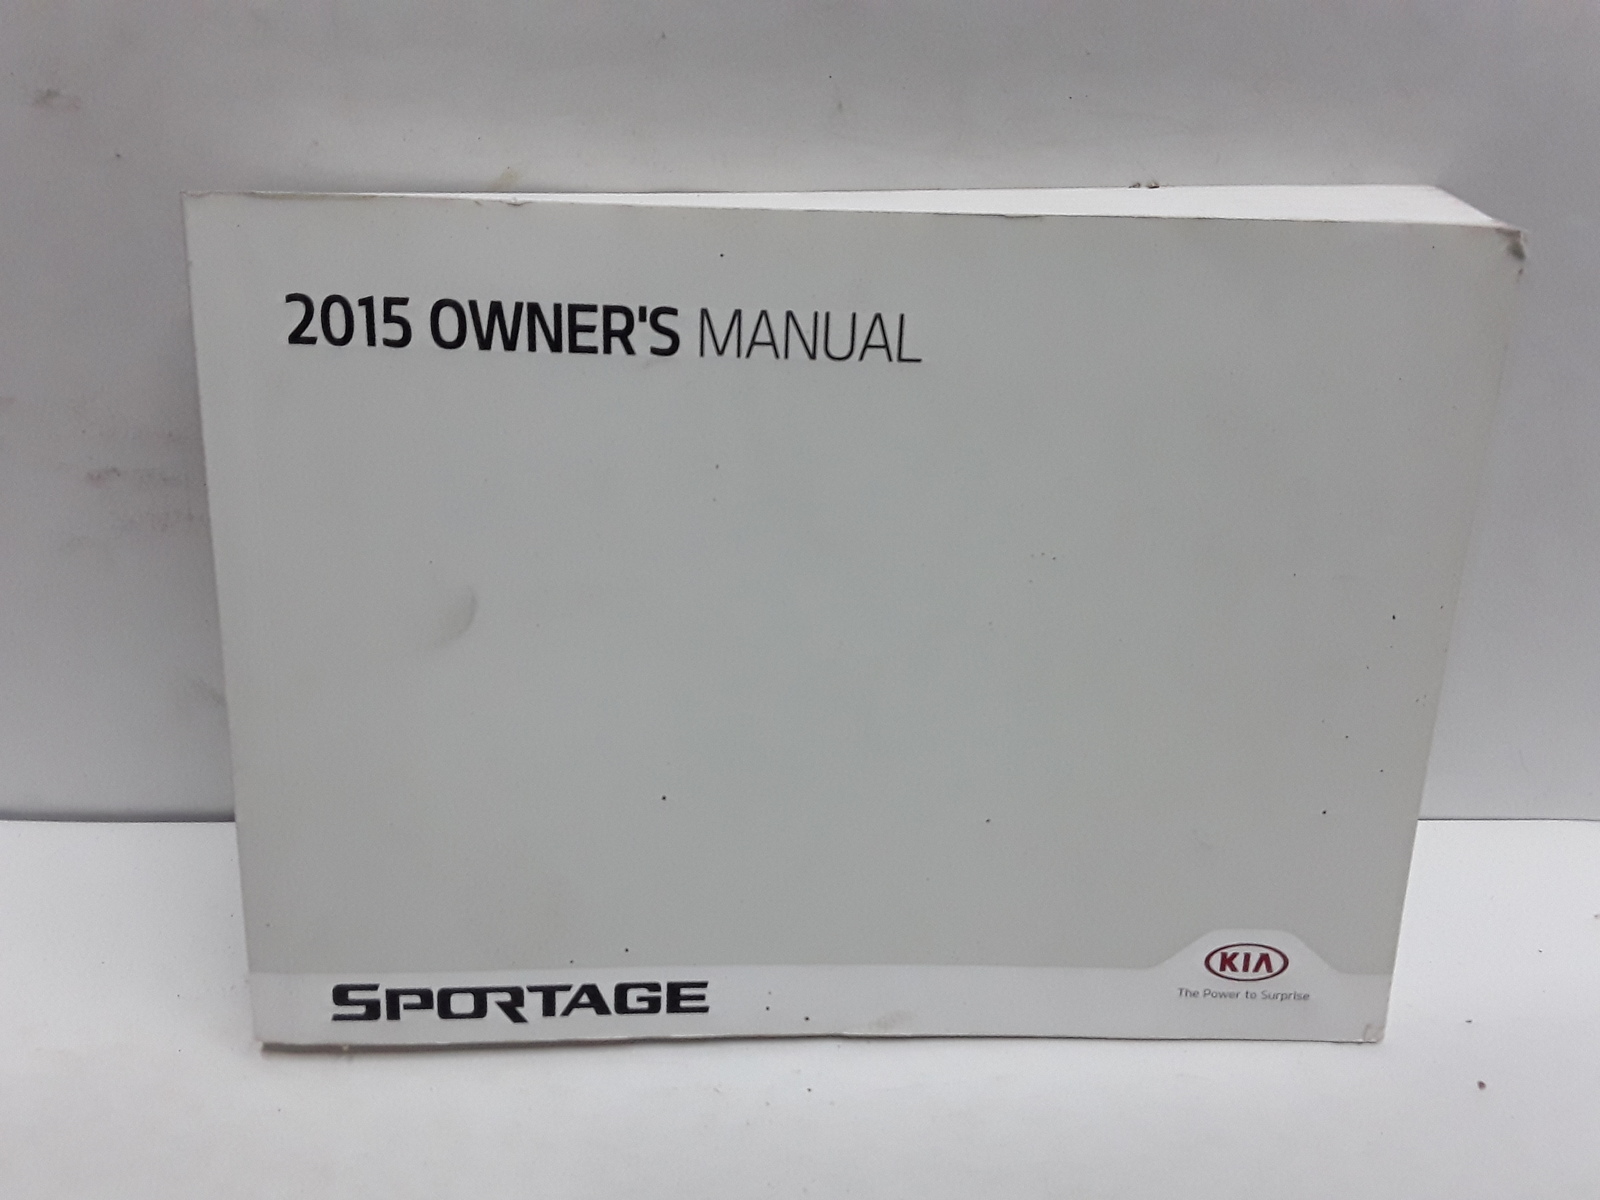 2015 OWNER'S MANUAL
SPORTAGE
KIA
The Power to Surprise